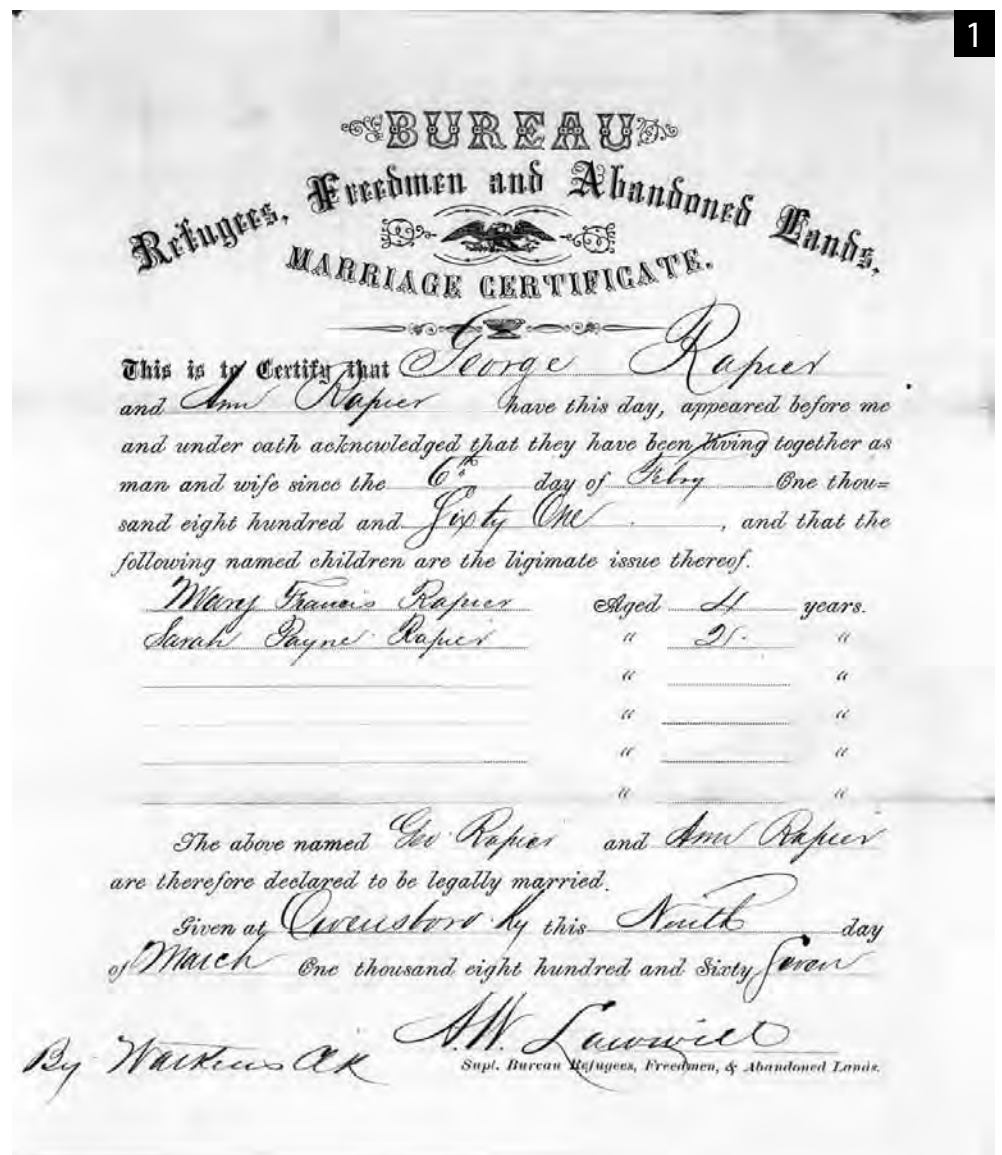 1
BUREAU
Refugees, Freedmen and Abandoned Lands,
MARRIAGE CERTIFICATE.
This is to Certify that George Rapier
and Ann Rapier have this day, appeared before me
and under oath acknowledged that they have been living together as
man and wife since the 6th day of Febry One thou=
sand eight hundred and Sixty One, and that the
following named children are the ligimate issue thereof.
Mary Francis Rapier Aged 4 years.
Sarah Payne Rapier " "
" "
" "
" "
" "
The above named Geo Rapier and Ann Rapier
are therefore declared to be legally married.
Given at Owensboro Ky this Ninth day
of March One thousand eight hundred and Sixty Seven
A.W. Lawwill
Supt. Bureau Refugees, Freedmen, & Abandoned Lands.
By Watkins Clk